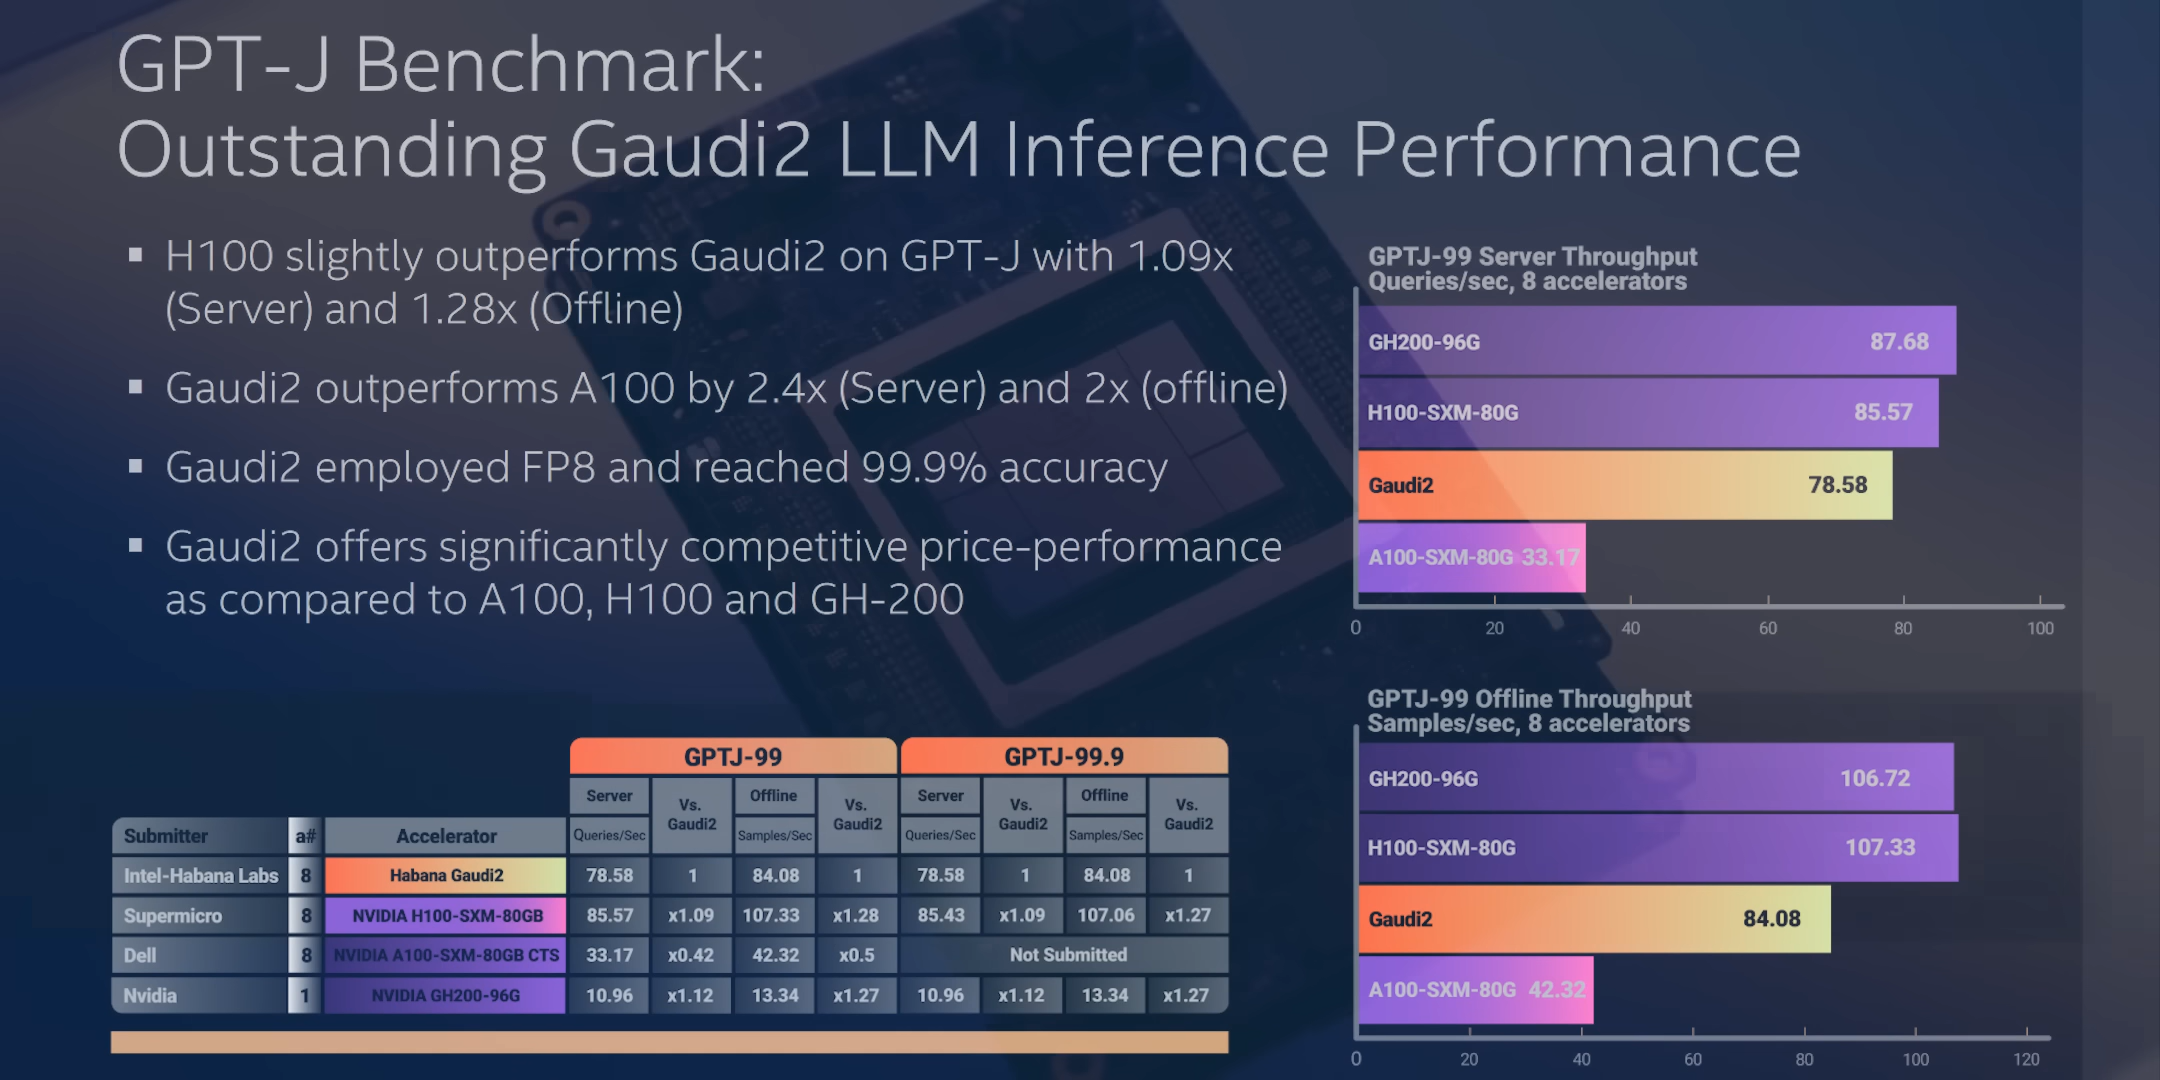 GPT-J Benchmark:
Outstanding Gaudi2 LLM Inference Performance
▪ H100 slightly outperforms Gaudi2 on GPT-J with 1.09x
(Server) and 1.28x (Offline)
▪ Gaudi2 outperforms A100 by 2.4x (Server) and 2x (offline)
▪ Gaudi2 employed FP8 and reached 99.9% accuracy
▪ Gaudi2 offers significantly competitive price-performance
as compared to A100, H100 and GH-200
GPTJ-99 GPTJ-99.9
Server Vs. Gaudi2 Offline Vs. Gaudi2 Server Vs. Gaudi2 Offline Vs. Gaudi2
Submitter a# Accelerator Queries/Sec Samples/Sec Queries/Sec Samples/Sec
Intel-Habana Labs 8 Habana Gaudi2 78.58 1 84.08 1 78.58 1 84.08 1
Supermicro 8 NVIDIA H100-SXM-80GB 85.57 x1.09 107.33 x1.28 85.43 x1.09 107.06 x1.27
Dell 8 NVIDIA A100-SXM-80GB CTS 33.17 x0.42 42.32 x0.5 Not Submitted
Nvidia 1 NVIDIA GH200-96G 10.96 x1.12 13.34 x1.27 10.96 x1.12 13.34 x1.27
GPTJ-99 Server Throughput
Queries/sec, 8 accelerators
GH200-96G 87.68
H100-SXM-80G 85.57
Gaudi2 78.58
A100-SXM-80G 33.17
0 20 40 60 80 100
GPTJ-99 Offline Throughput
Samples/sec, 8 accelerators
GH200-96G 106.72
H100-SXM-80G 107.33
Gaudi2 84.08
A100-SXM-80G 42.32
0 20 40 60 80 100 120